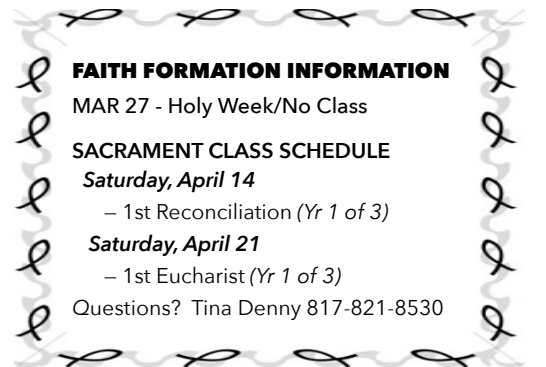 FAITH FORMATION INFORMATION
MAR 27 - Holy Week/No Class
SACRAMENT CLASS SCHEDULE
Saturday, April 14
– 1st Reconciliation (Yr 1 of 3)
Saturday, April 21
– 1st Eucharist (Yr 1 of 3)
Questions?  Tina Denny 817-821-8530